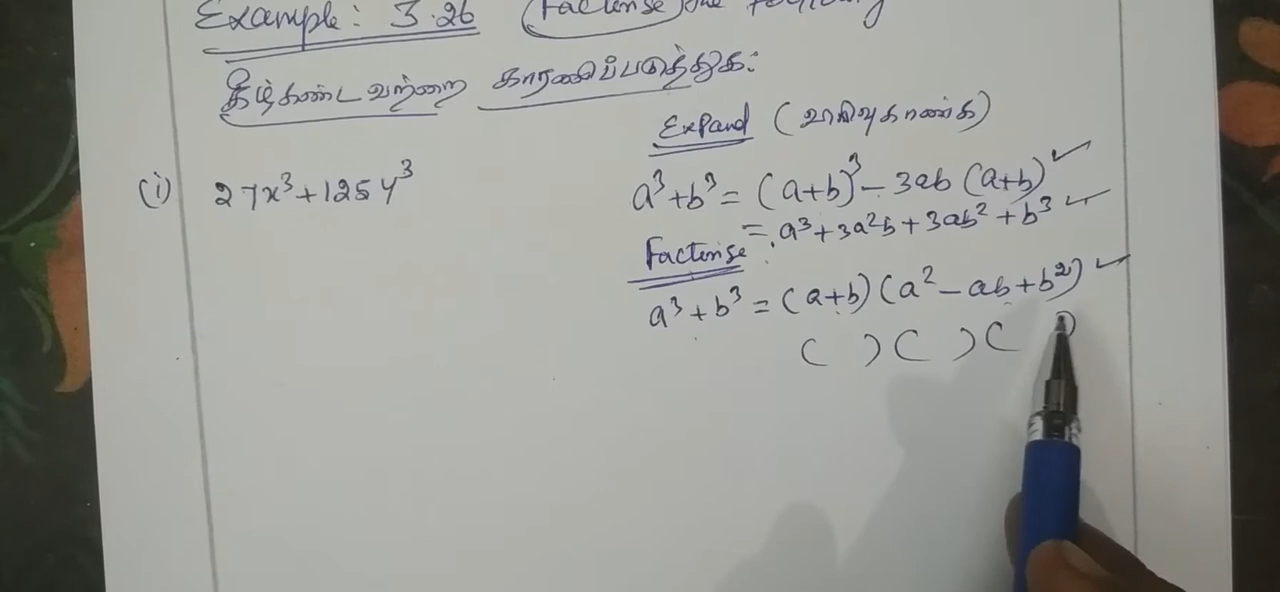 Example: 3.26 (Factorise) the following
கீழ்கண்டவற்றை காரணிப்படுத்துக:
Expand (விரிவுகாண்க)
(i) 27x³+125y³
a³+b³ = (a+b)³ - 3ab (a+b) ✓
= a³+3a²b+3ab²+b³ ✓
Factorise
a³+b³ = (a+b) (a²-ab+b²) ✓
( ) ( ) ( )